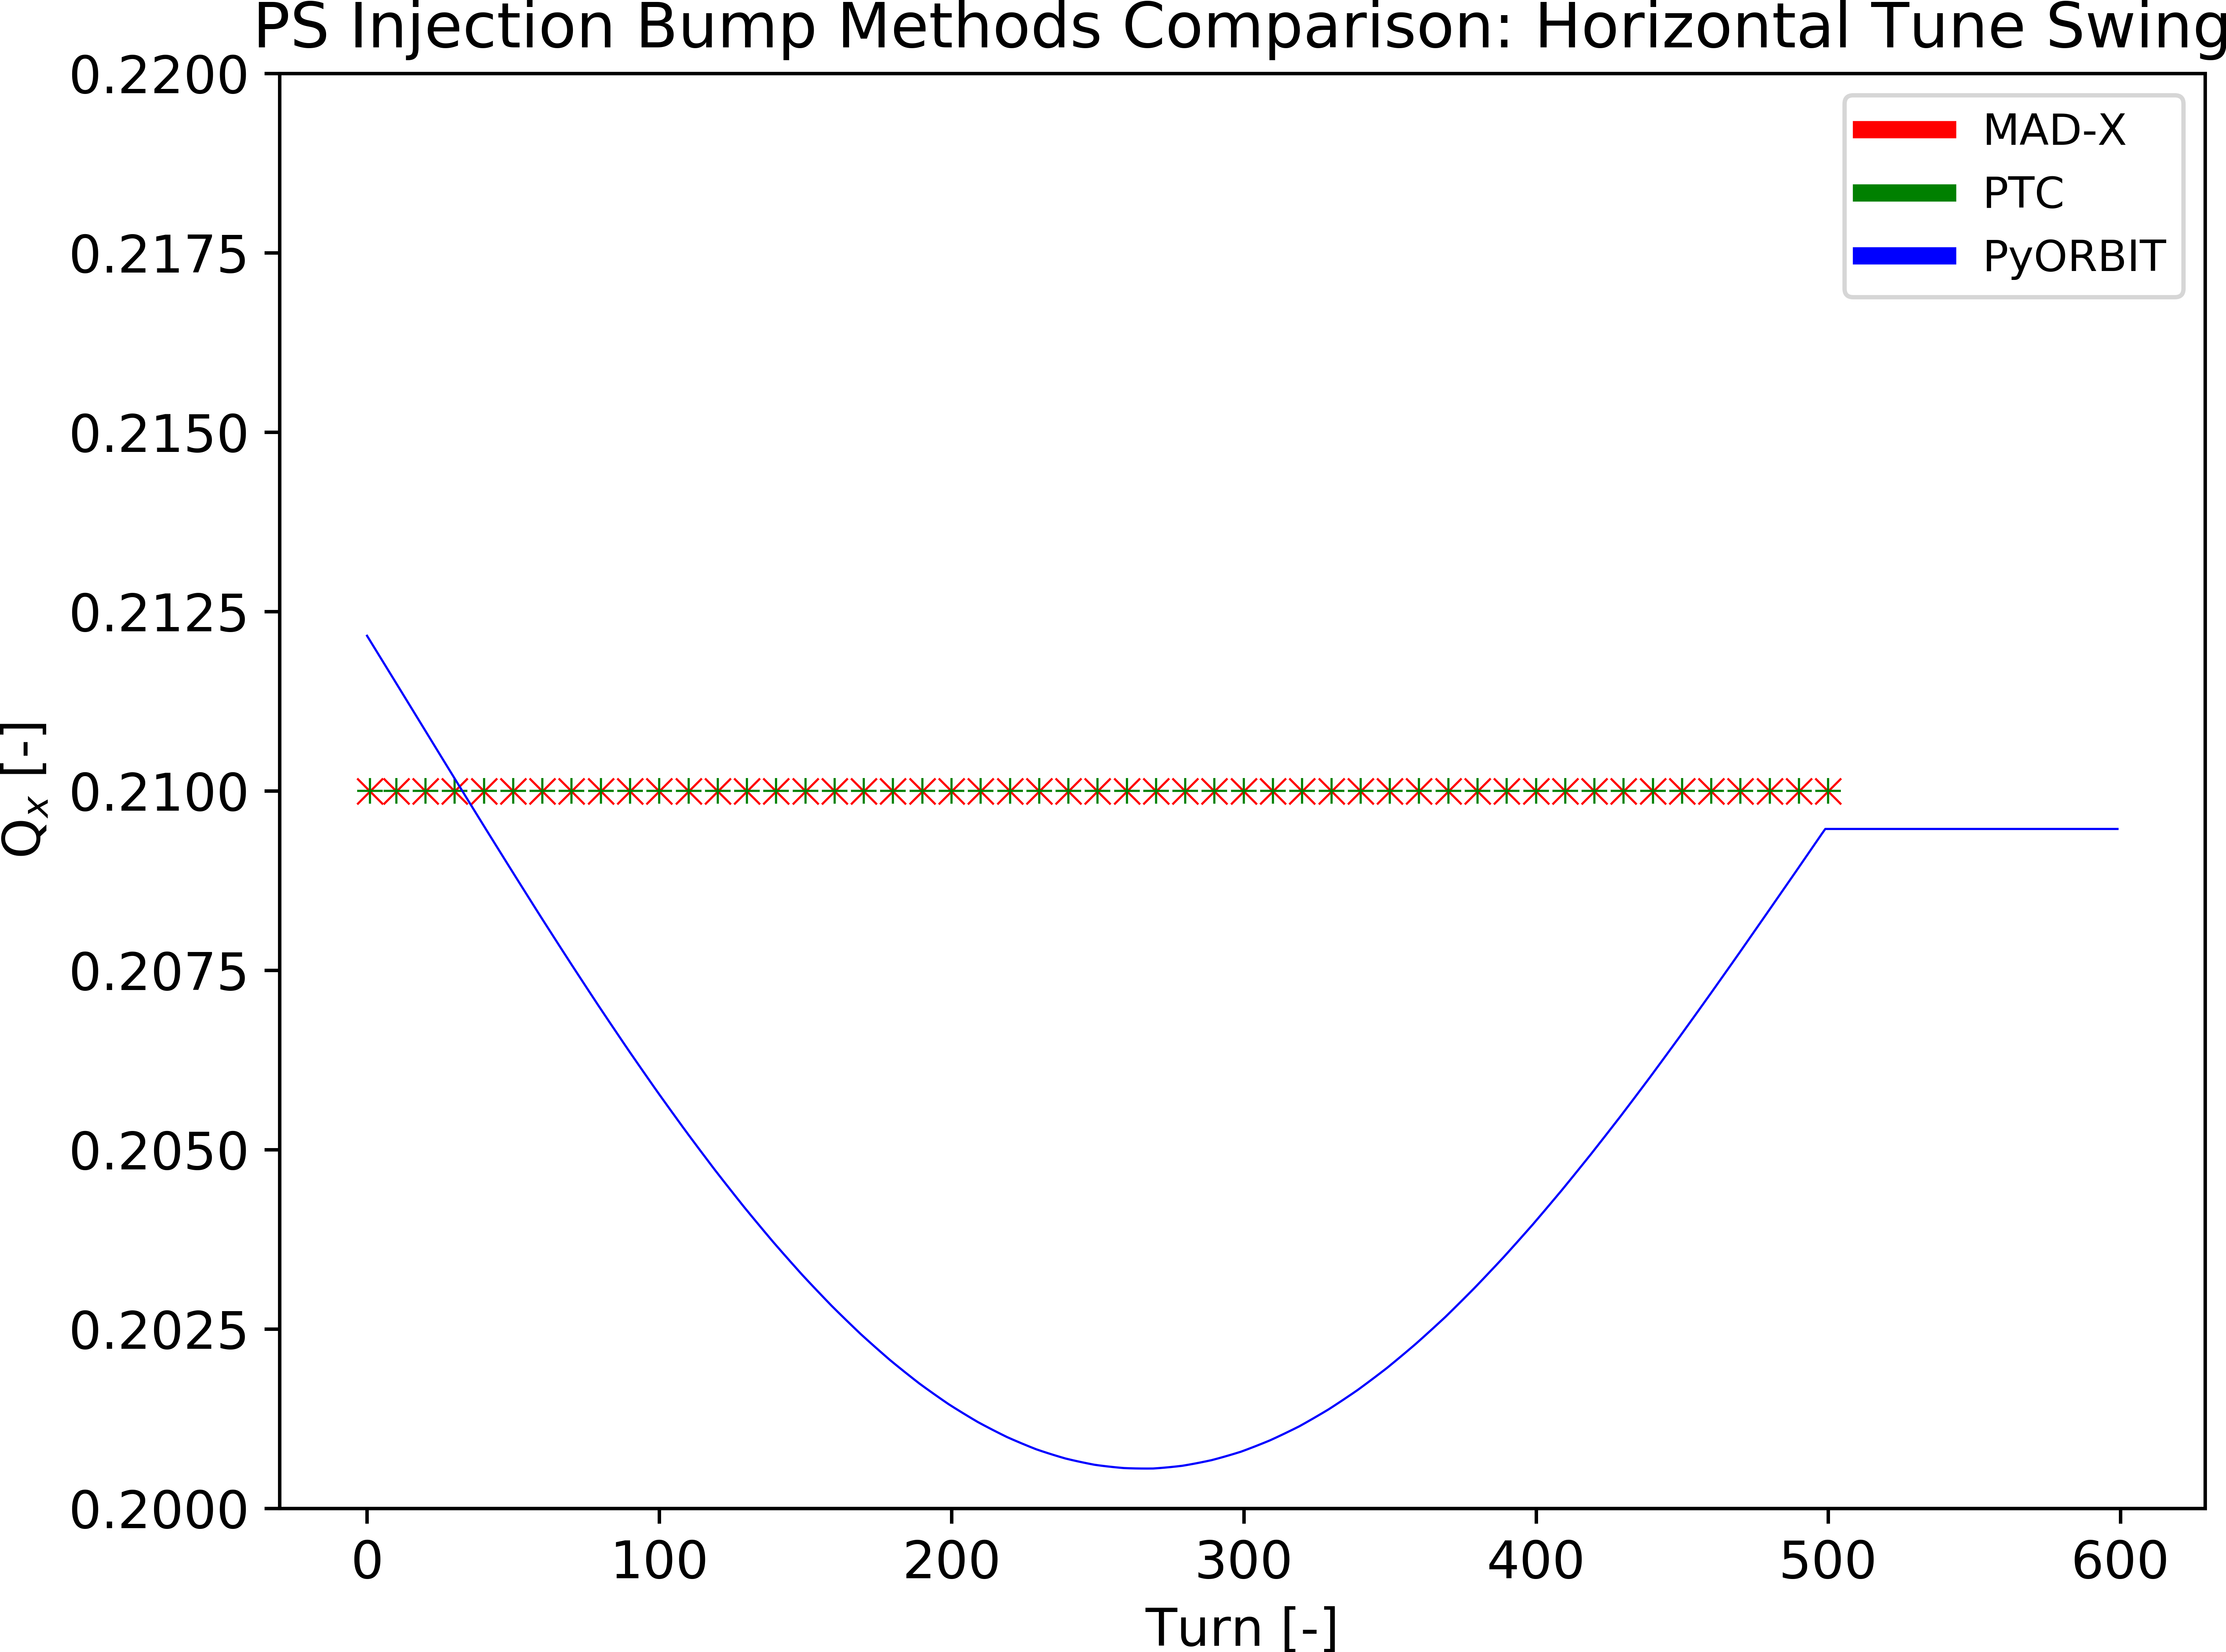 PS Injection Bump Methods Comparison: Horizontal Tune Swing
0.2200
0.2175
0.2150
0.2125
0.2100
0.2075
0.2050
0.2025
0.2000
Qx [-]
MAD-X
PTC
PyORBIT
0 100 200 300 400 500 600
Turn [-]